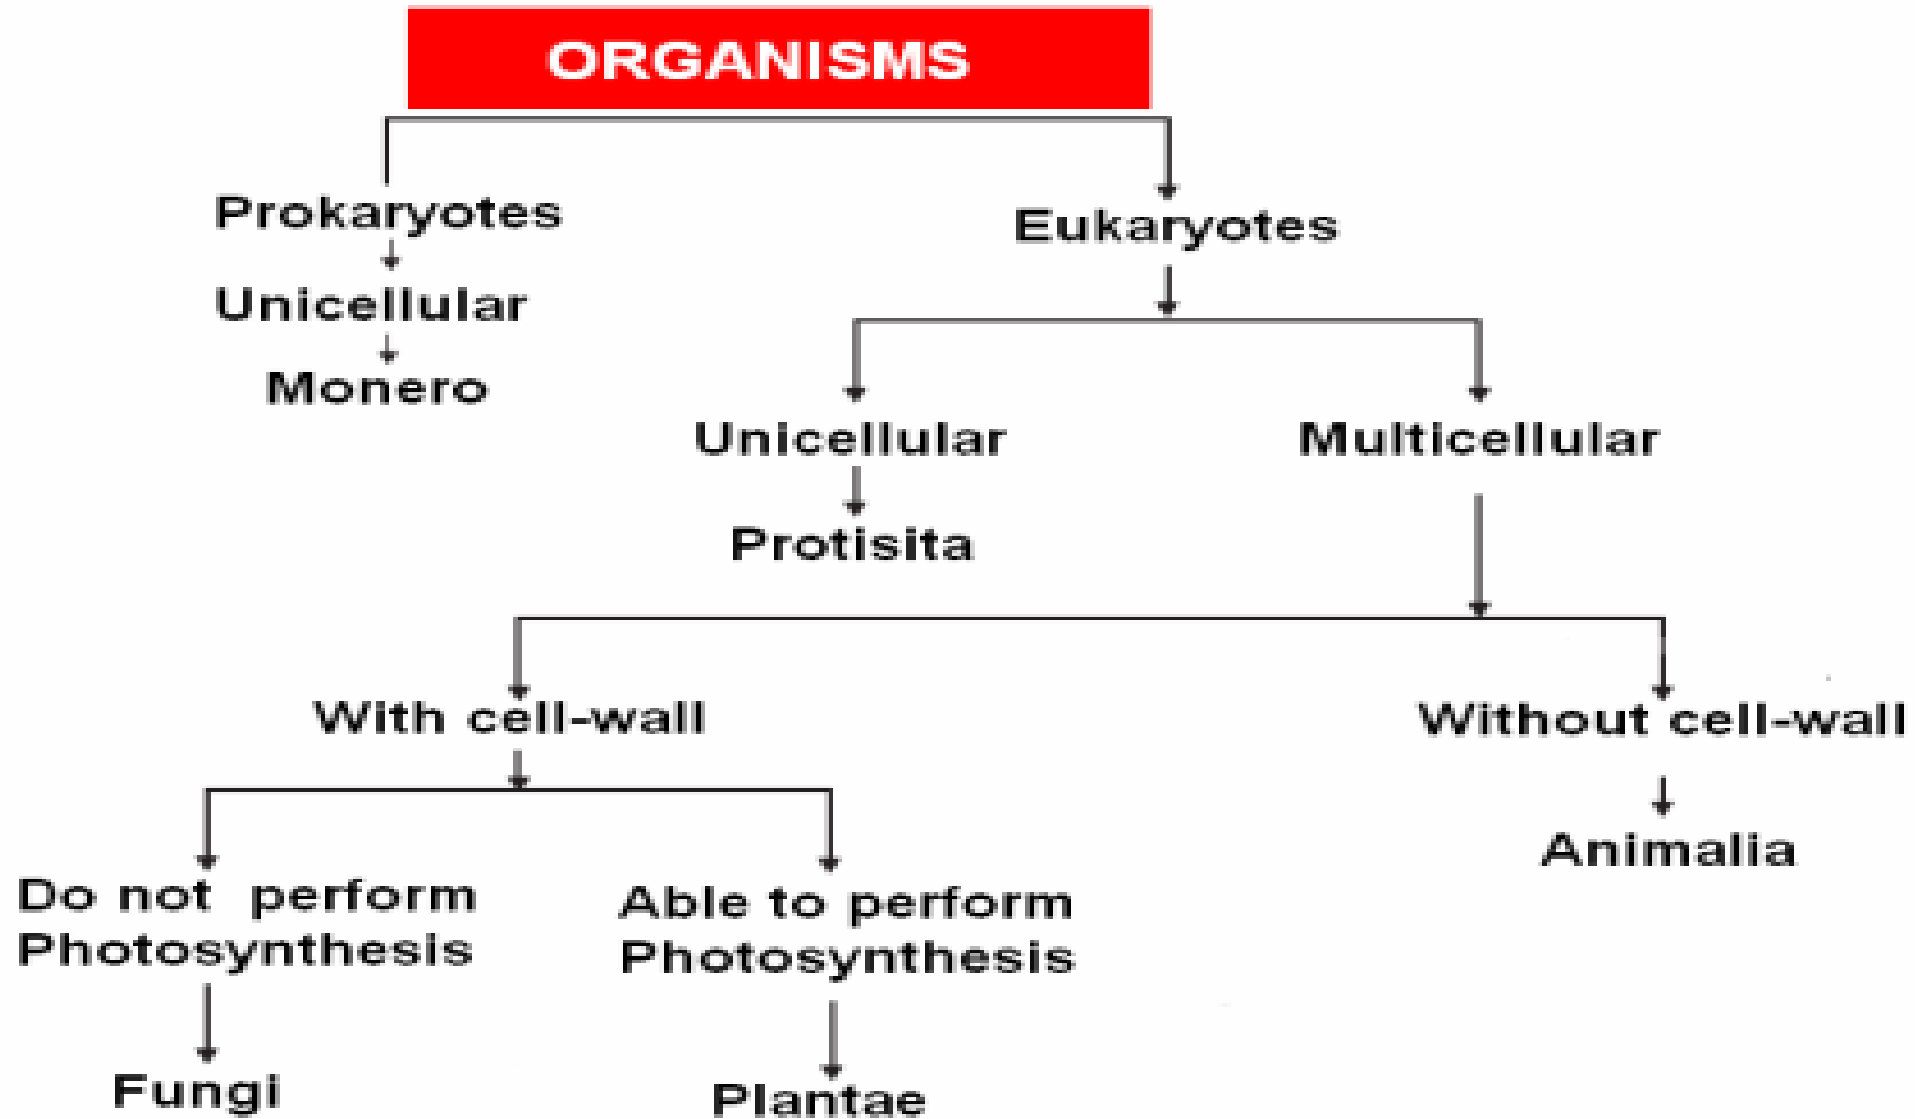 ORGANISMS
Prokaryotes
Eukaryotes
Unicellular
Monero
Unicellular
Multicellular
Protisita
With cell-wall
Without cell-wall
Animalia
Do not perform
Photosynthesis
Able to perform
Photosynthesis
Fungi
Plantae